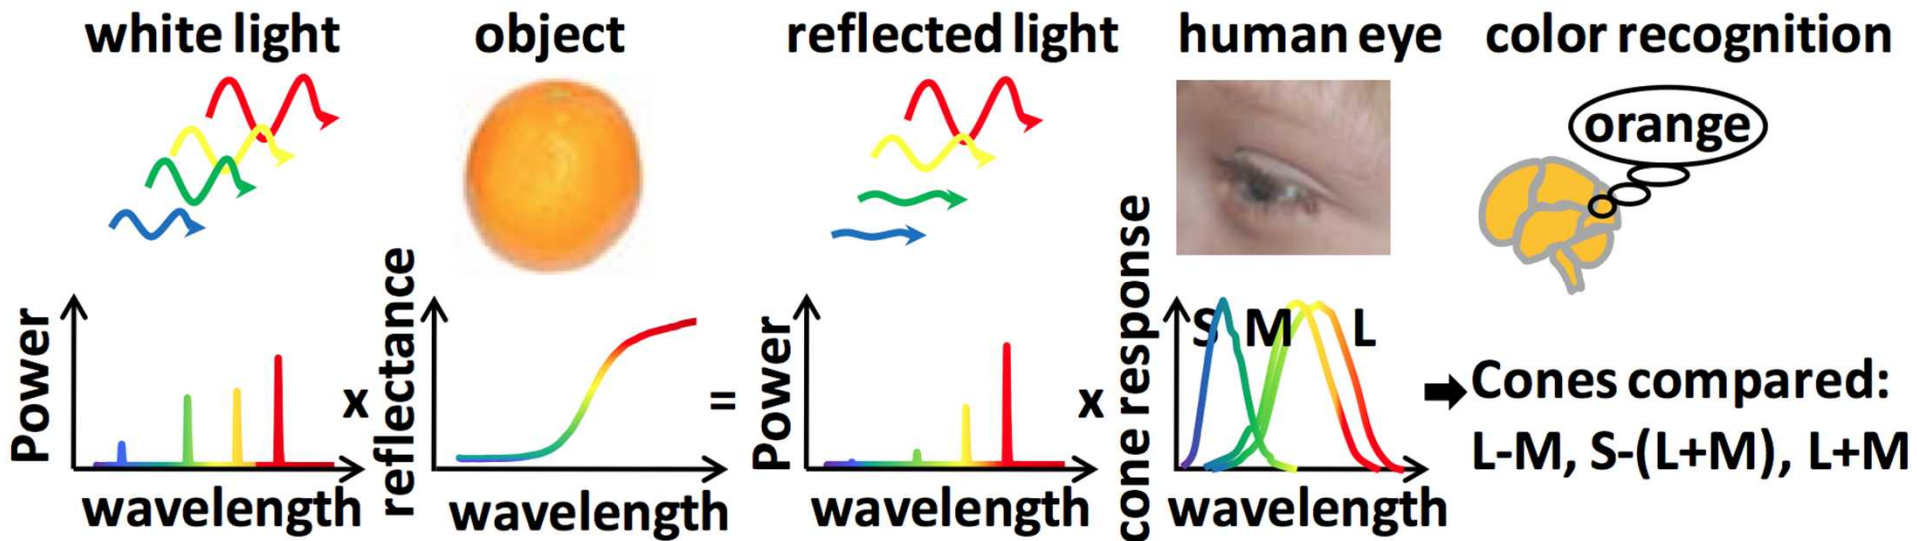 white light
object
reflected light
human eye
color recognition
orange
Power
wavelength
x
reflectance
wavelength
=
Power
wavelength
x
cone response
S M L
wavelength
Cones compared:
L-M, S-(L+M), L+M